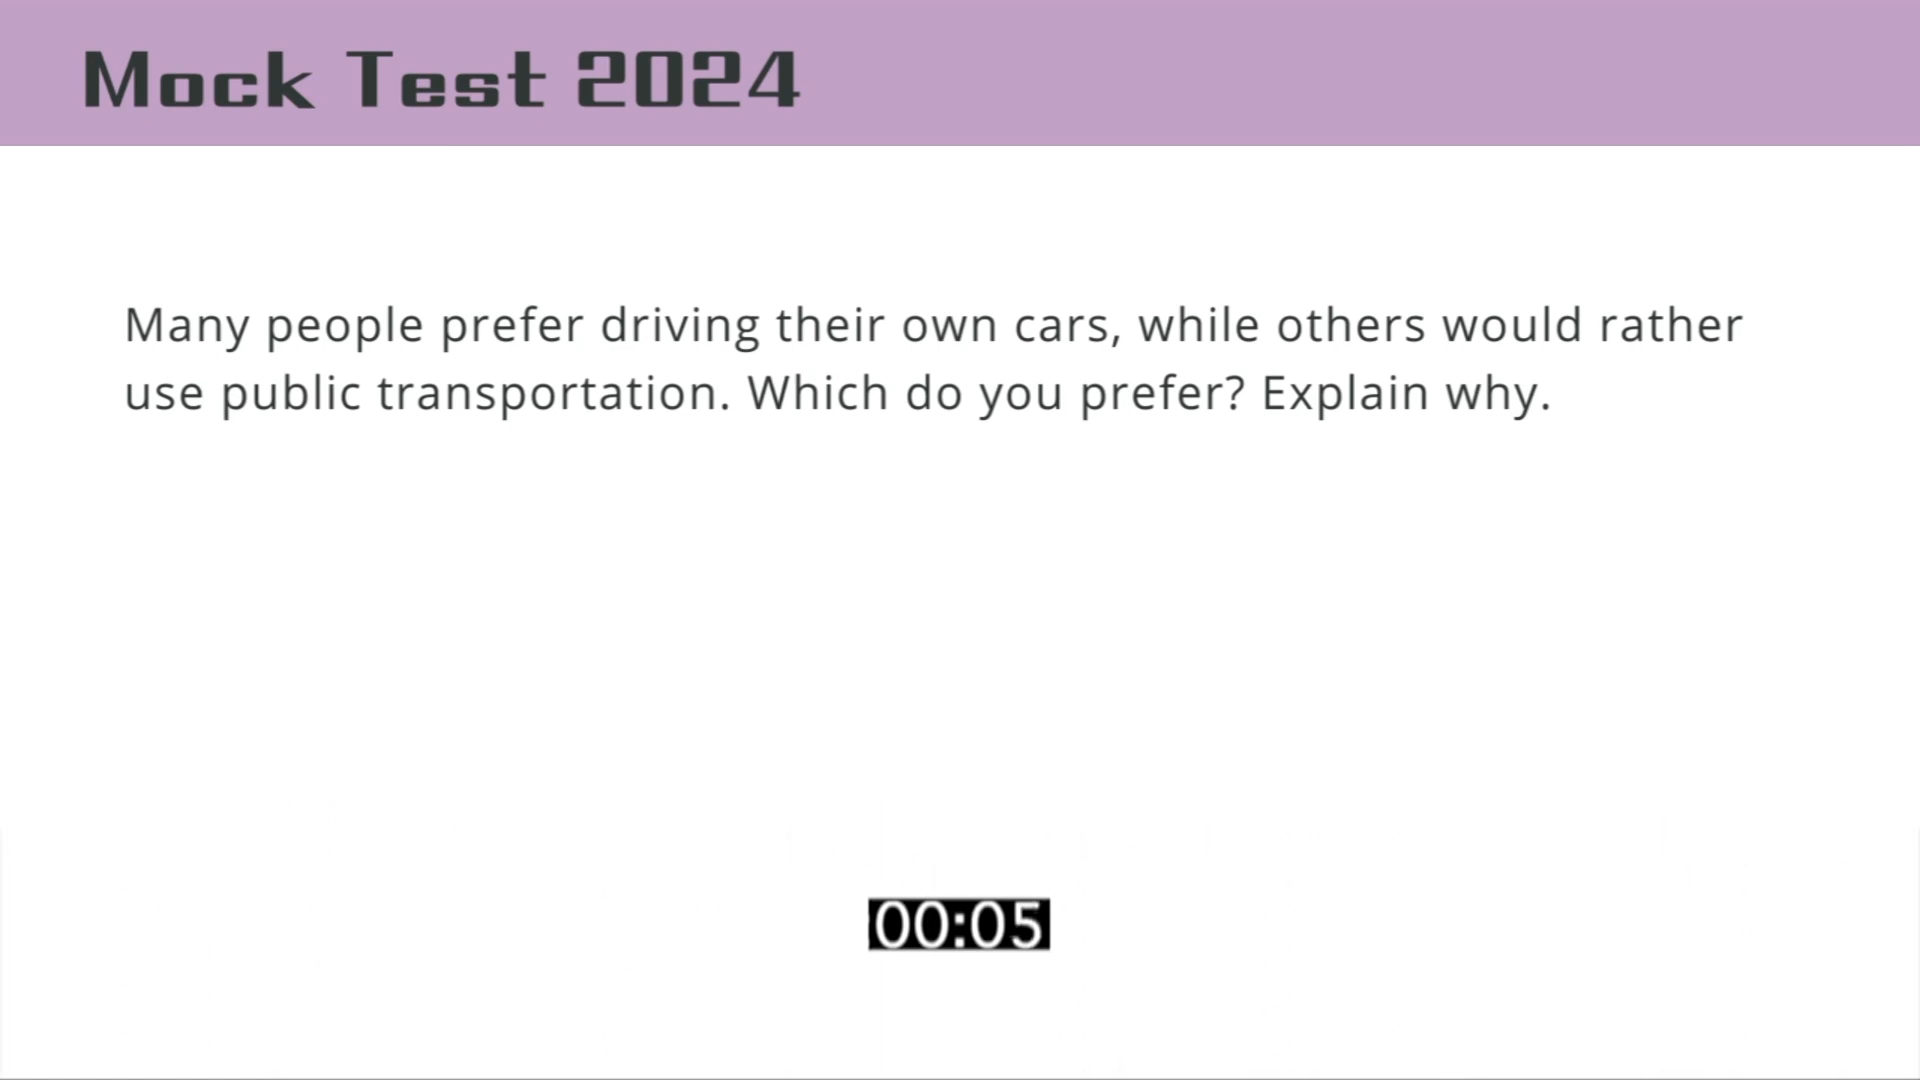 Mock Test 2024
Many people prefer driving their own cars, while others would rather
use public transportation. Which do you prefer? Explain why.
00:05